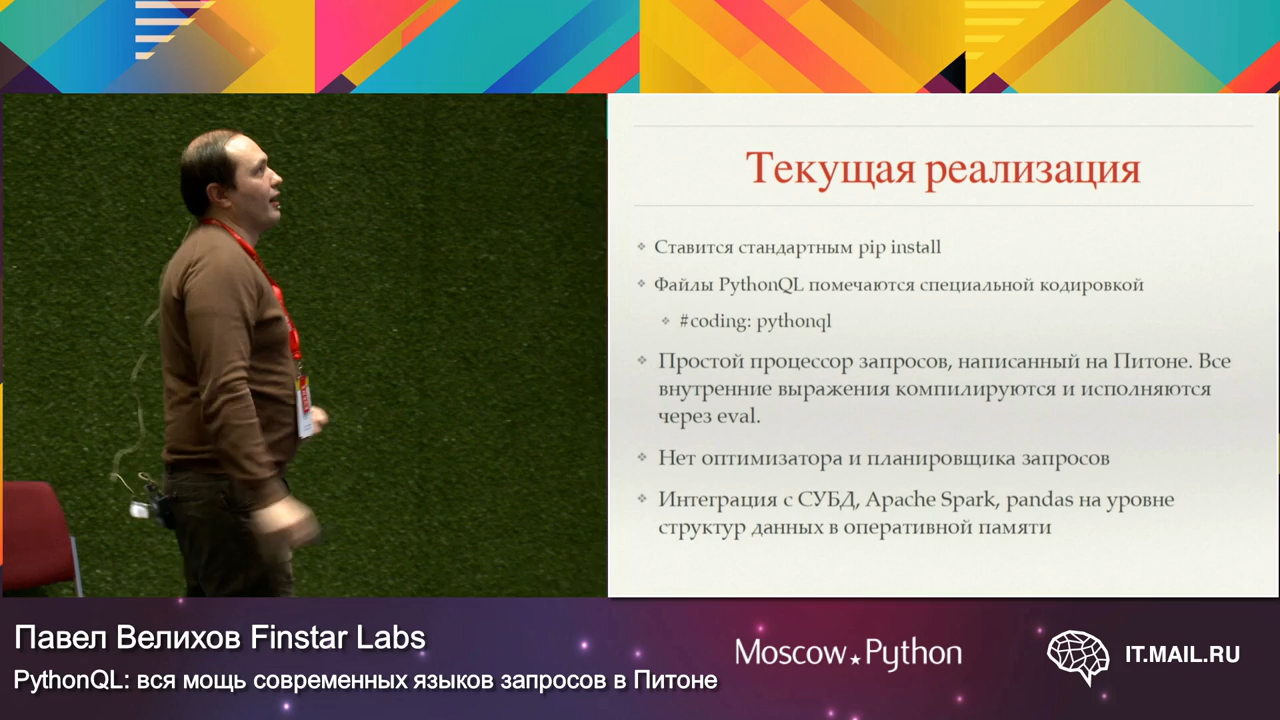 Текущая реализация
Ставится стандартным pip install
Файлы PythonQL помечаются специальной кодировкой
#coding: pythonql
Простой процессор запросов, написанный на Питоне. Все
внутренние выражения компилируются и исполняются
через eval.
Нет оптимизатора и планировщика запросов
Интеграция с СУБД, Apache Spark, pandas на уровне
структур данных в оперативной памяти
Павел Велихов Finstar Labs
PythonQL: вся мощь современных языков запросов в Питоне
Moscow Python
IT.MAIL.RU